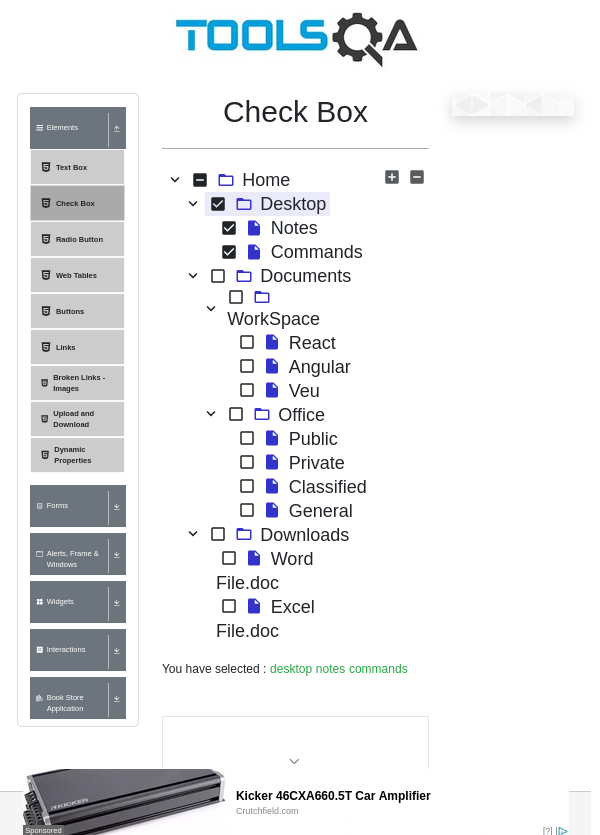 TOOLSQA
Check Box
Elements
Text Box
Check Box
Radio Button
Web Tables
Buttons
Links
Broken Links -
Images
Upload and
Download
Dynamic
Properties
Forms
Alerts, Frame &
Windows
Widgets
Interactions
Book Store
Application
Home
Desktop
Notes
Commands
Documents
WorkSpace
React
Angular
Veu
Office
Public
Private
Classified
General
Downloads
Word
File.doc
Excel
File.doc
You have selected : desktop notes commands
KICKER
Kicker 46CXA660.5T Car Amplifier
Crutchfield.com
Sponsored
[?]